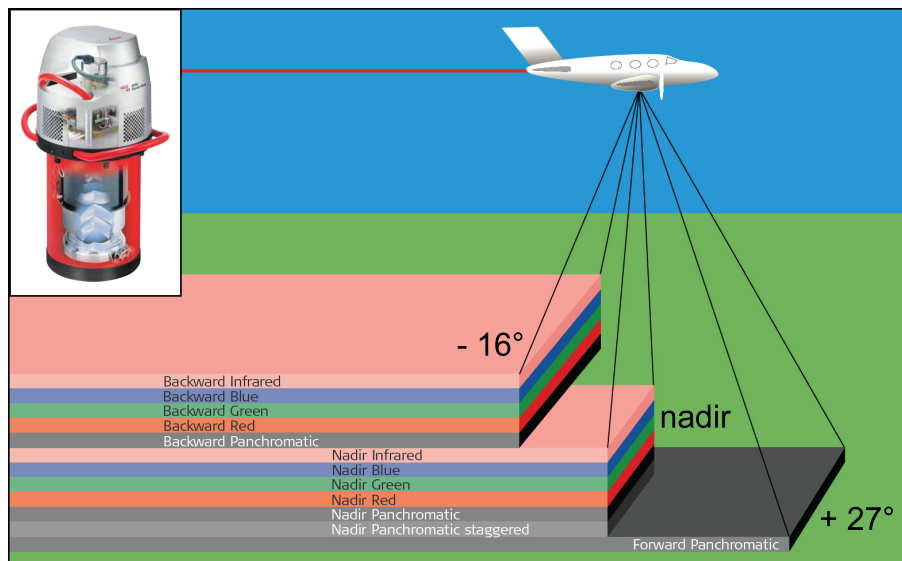 - 16°
Backward Infrared
Backward Blue
Backward Green
Backward Red
Backward Panchromatic
nadir
Nadir Infrared
Nadir Blue
Nadir Green
Nadir Red
Nadir Panchromatic
Nadir Panchromatic staggered
+ 27°
Forward Panchromatic